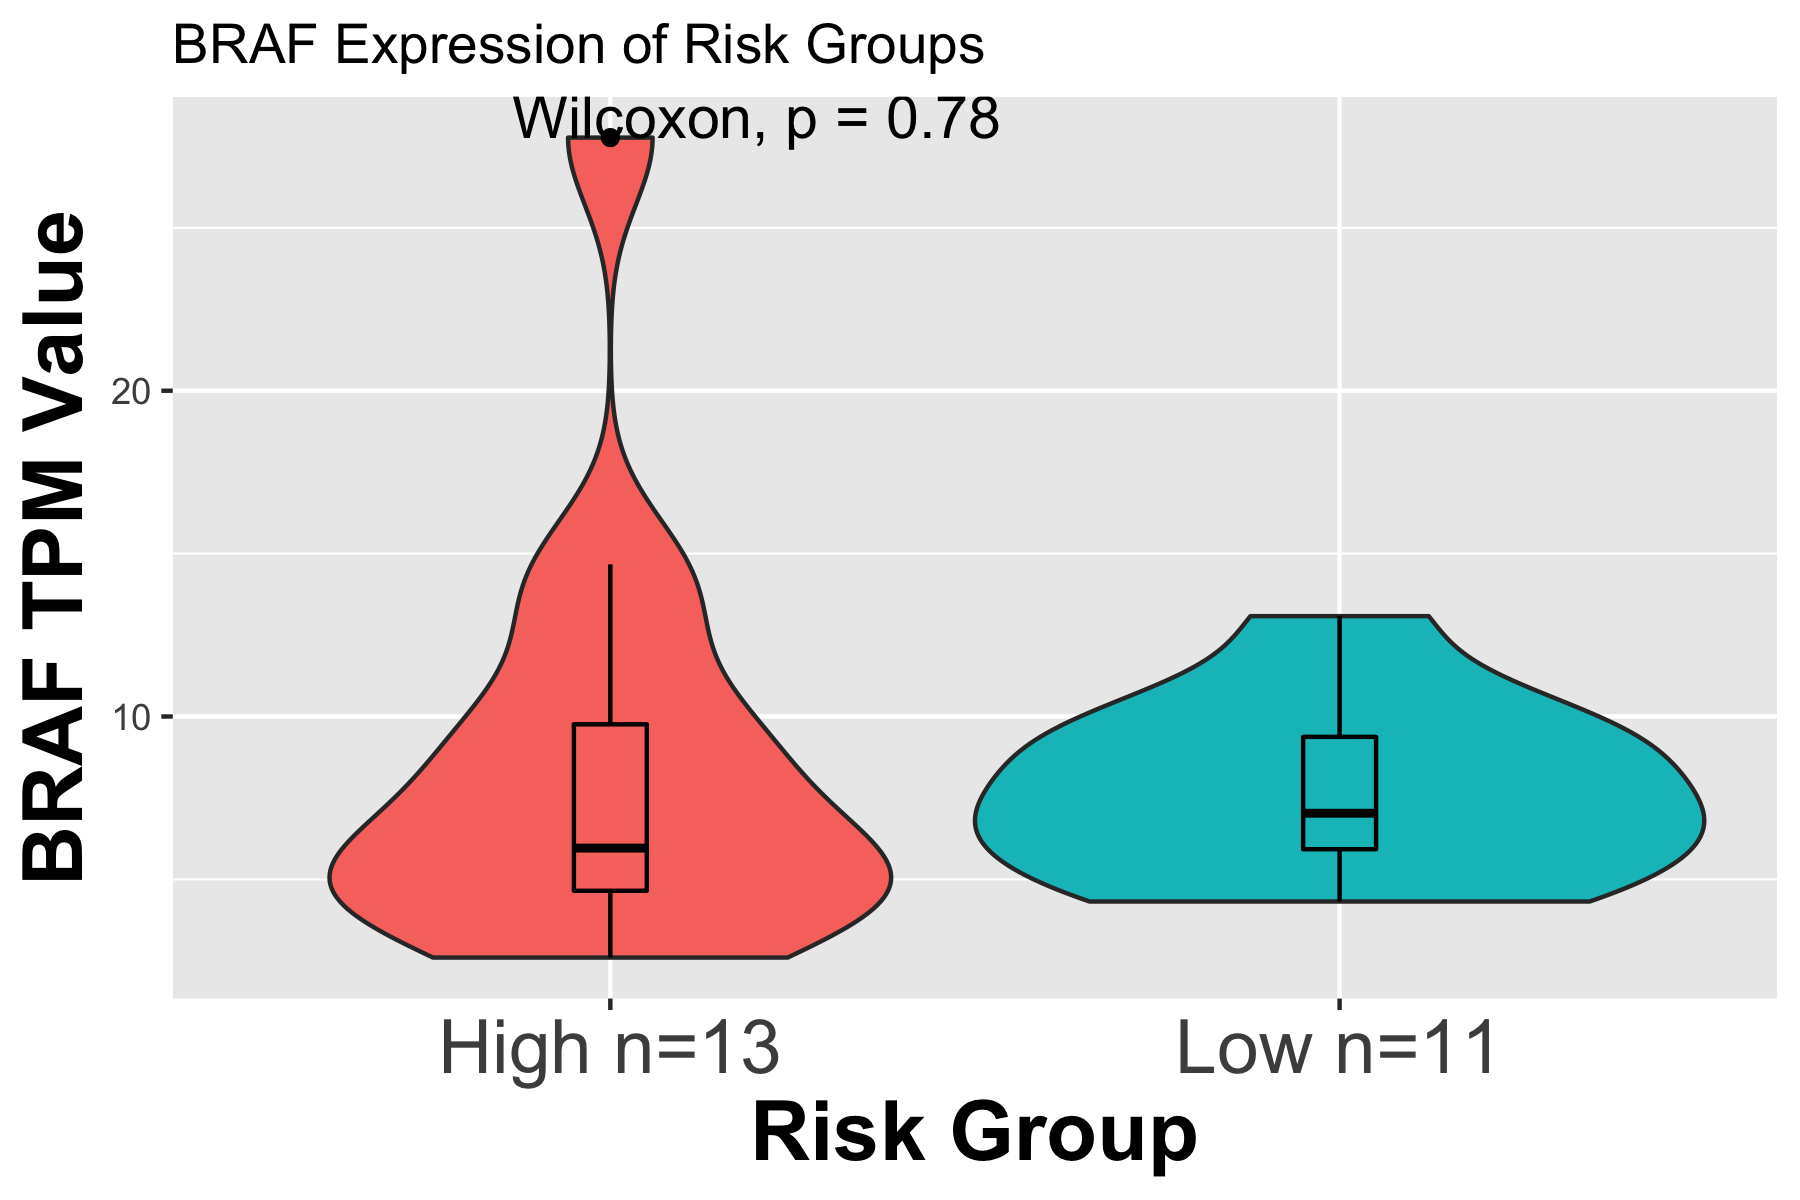 BRAF Expression of Risk Groups
Wilcoxon, p = 0.78
BRAF TPM Value
20
10
High n=13
Low n=11
Risk Group